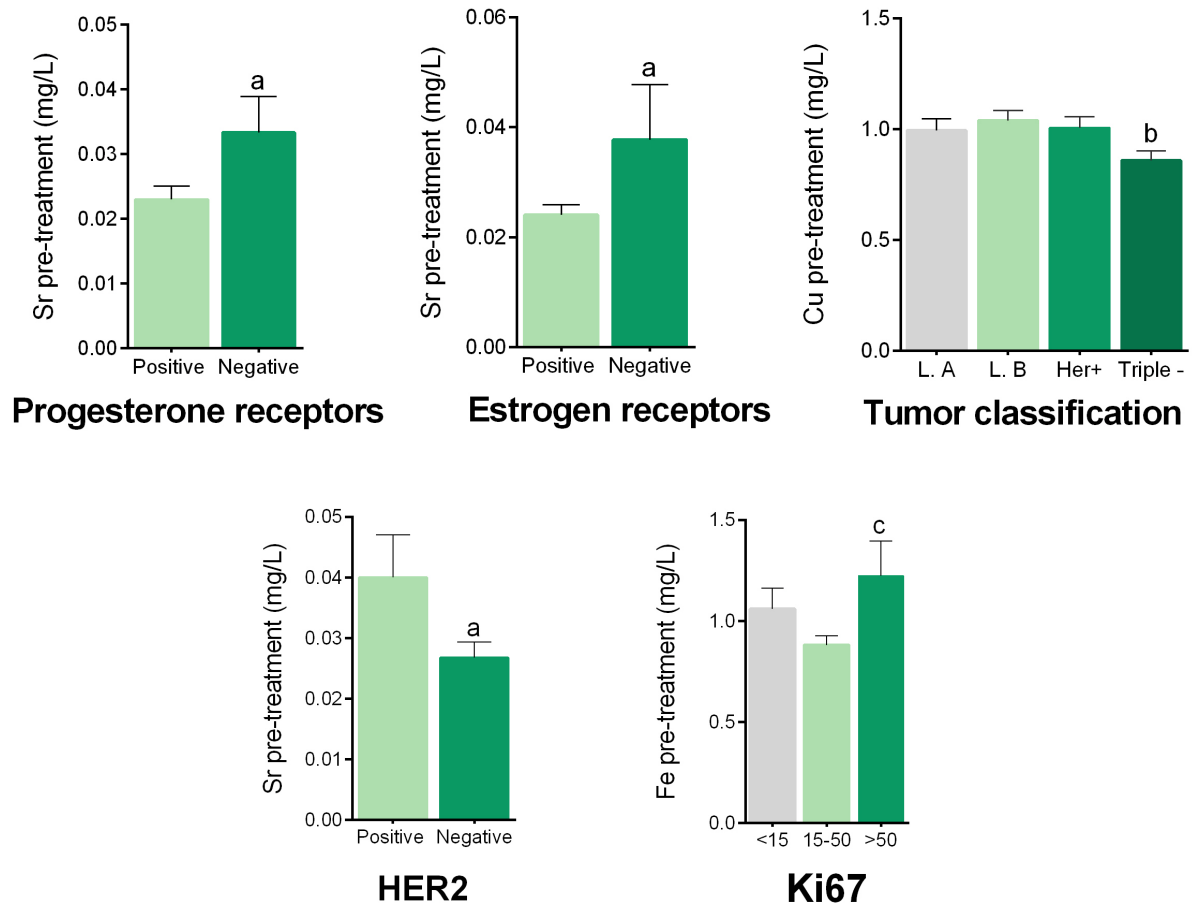 Sr pre-treatment (mg/L)
0.05
0.04
0.03
0.02
0.01
0.00
a
Positive Negative
Progesterone receptors
Sr pre-treatment (mg/L)
0.06
0.04
0.02
0.00
a
Positive Negative
Estrogen receptors
Cu pre-treatment (mg/L)
1.5
1.0
0.5
0.0
b
L. A L. B Her+ Triple -
Tumor classification
Sr pre-treatment (mg/L)
0.05
0.04
0.03
0.02
0.01
0.00
a
Positive Negative
HER2
Fe pre-treatment (mg/L)
1.5
1.0
0.5
0.0
c
<15 15-50 >50
Ki67